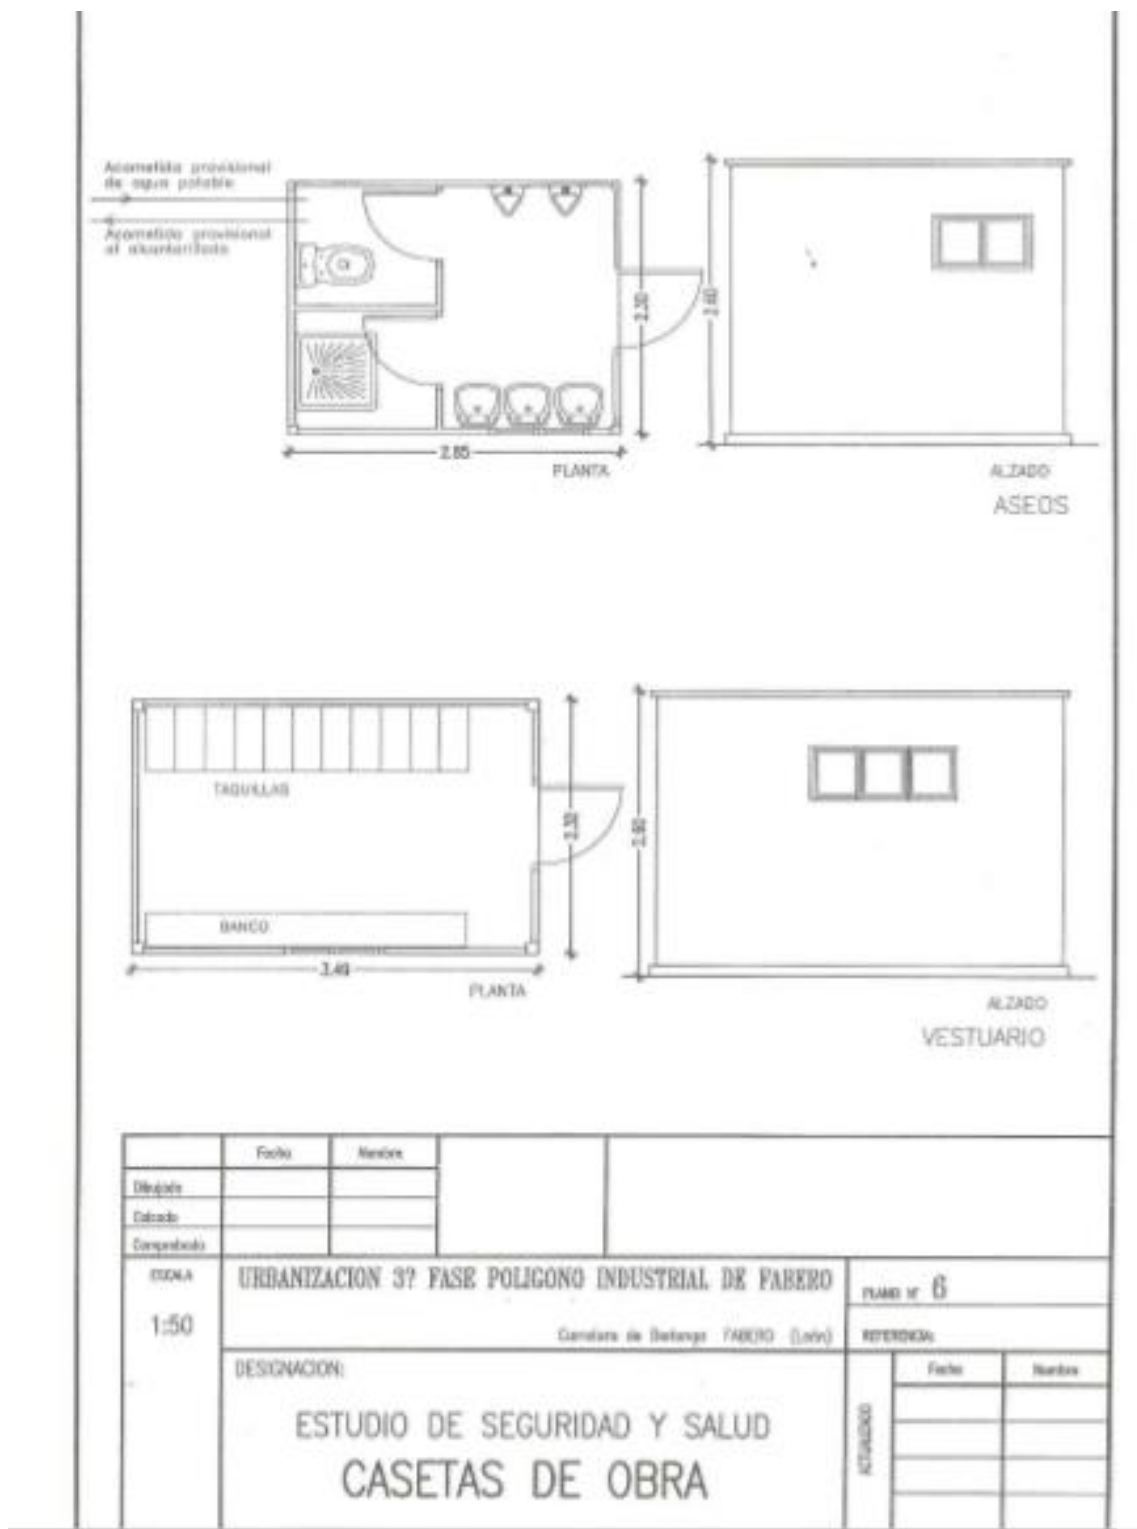 Acometida provisional
de agua potable
Acometida provisional
al alcantarillado
2.30
2.60
2.85
PLANTA
ALZADO
ASEOS
TAQUILLAS
2.30
2.60
BANCO
3.49
PLANTA
ALZADO
VESTUARIO
Fecha Nombre
Dibujado
Calcado
Comprobado
ESCALA
1:50
URBANIZACION 3? FASE POLIGONO INDUSTRIAL DE FABERO
PLANO Nº 6
Carretera de FABERO (León)
REFERENCIA:
DESIGNACION:
Fecha Nombre
ACTUALIZADO
ESTUDIO DE SEGURIDAD Y SALUD
CASETAS DE OBRA